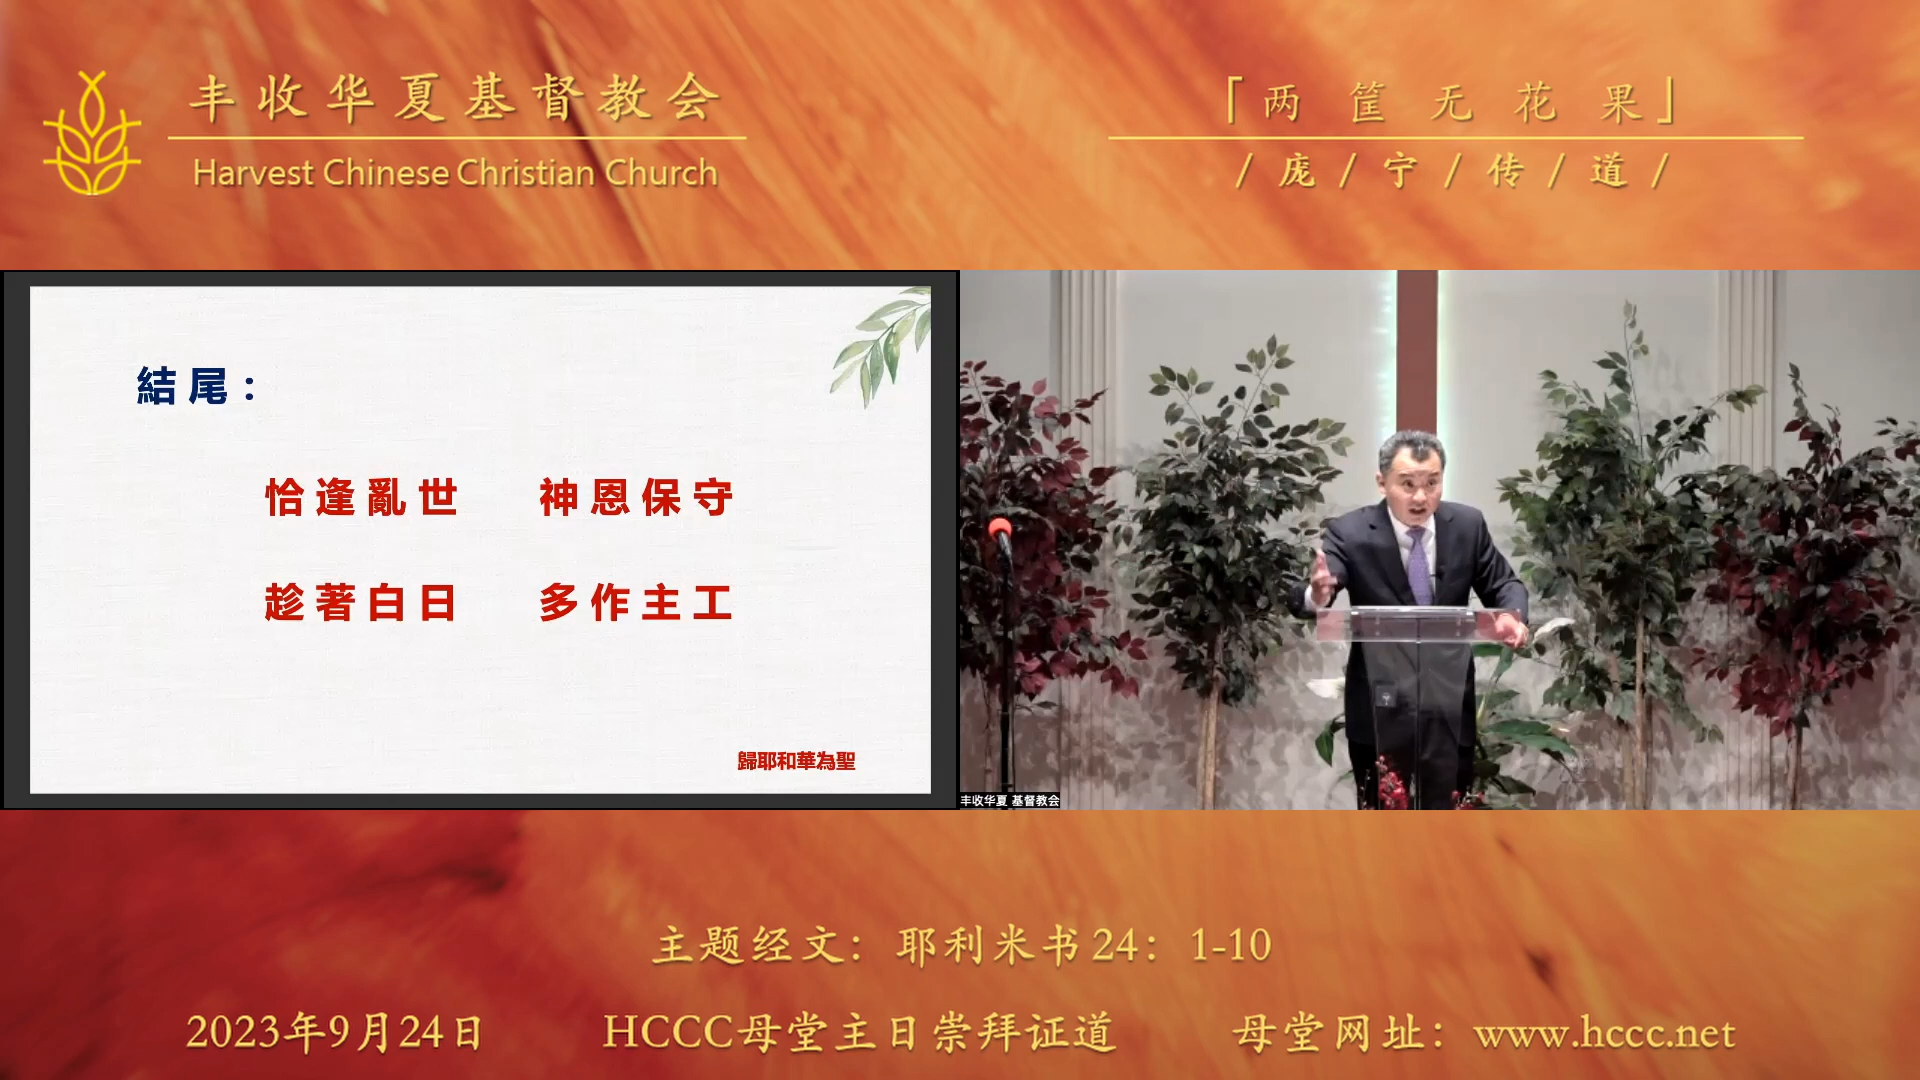 丰收华夏基督教会
Harvest Chinese Christian Church
「两筐无花果」
/ 庞 / 宁 / 传 / 道 /
結尾：
恰逢亂世 神恩保守
趁著白日 多作主工
歸耶和華為聖
丰收华夏 基督教会
主题经文：耶利米书 24：1-10
2023年9月24日 HCCC母堂主日崇拜证道 母堂网址：www.hccc.net